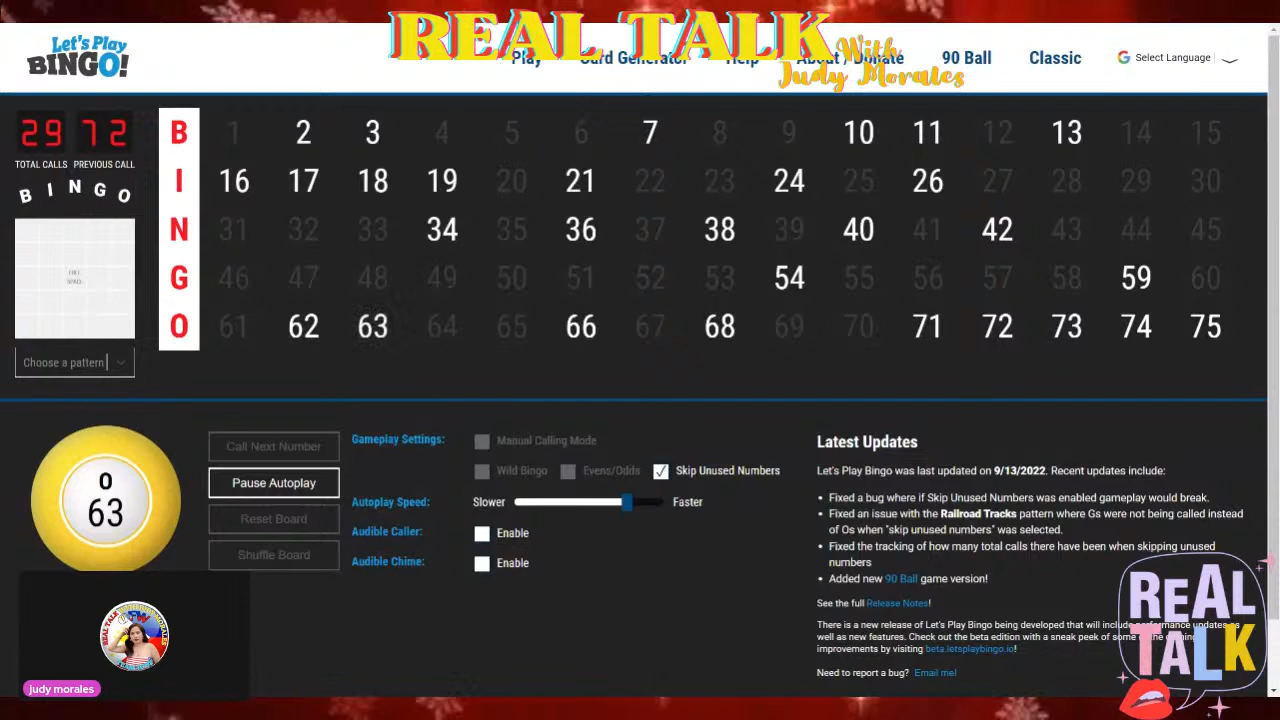 REAL TALK
With
Judy Morales
Let's Play
BINGO!
Play
Card Generator
Help
About / Donate
90 Ball
Classic
Select Language
29 72
TOTAL CALLS PREVIOUS CALL
B I N G O
B 1 2 3 4 5 6 7 8 9 10 11 12 13 14 15
I 16 17 18 19 20 21 22 23 24 25 26 27 28 29 30
N 31 32 33 34 35 36 37 38 39 40 41 42 43 44 45
G 46 47 48 49 50 51 52 53 54 55 56 57 58 59 60
O 61 62 63 64 65 66 67 68 69 70 71 72 73 74 75
FREE
SPACE
Choose a pattern
O
63
Call Next Number
Pause Autoplay
Reset Board
Shuffle Board
Gameplay Settings:
Manual Calling Mode
Wild Bingo Evens/Odds Skip Unused Numbers
Autoplay Speed: Slower Faster
Audible Caller: Enable
Audible Chime: Enable
Latest Updates
Let's Play Bingo was last updated on 9/13/2022. Recent updates include:
• Fixed a bug where if Skip Unused Numbers was enabled gameplay would break.
• Fixed an issue with the Railroad Tracks pattern where Gs were not being called instead
of Os when "skip unused numbers" was selected.
• Fixed the tracking of how many total calls there have been when skipping unused
numbers
• Added new 90 Ball game version!
See the full Release Notes!
There is a new release of Let's Play Bingo being developed that will include performance updates as
well as new features. Check out the beta edition with a sneak peek of some of the
improvements by visiting beta.letsplaybingo.io!
Need to report a bug? Email me!
REAL
TALK
judy morales